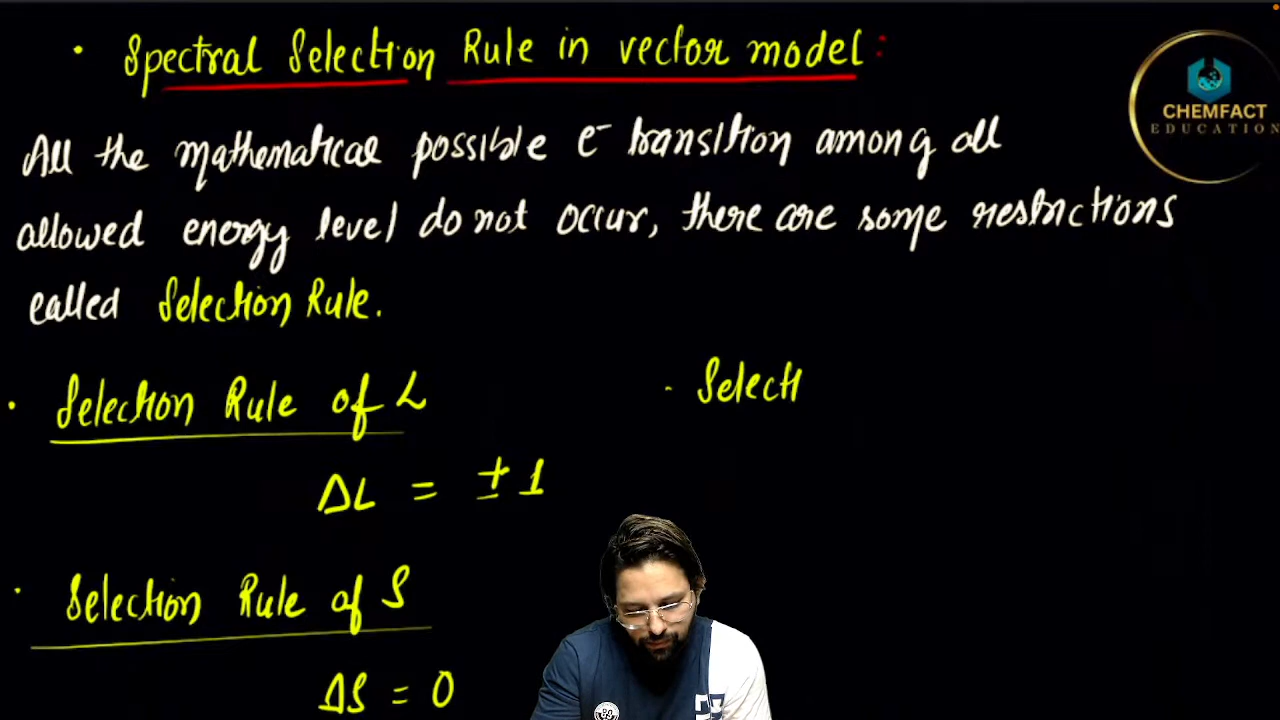 • Spectral Selection Rule in vector model :
CHEMFACT
EDUCATION
All the mathematical possible e⁻ transition among all
allowed energy level do not occur, there are some restrictions
called Selection Rule.
• Selection Rule of L
ΔL = ±1
• Selection Rule of S
ΔS = 0
• Selecti